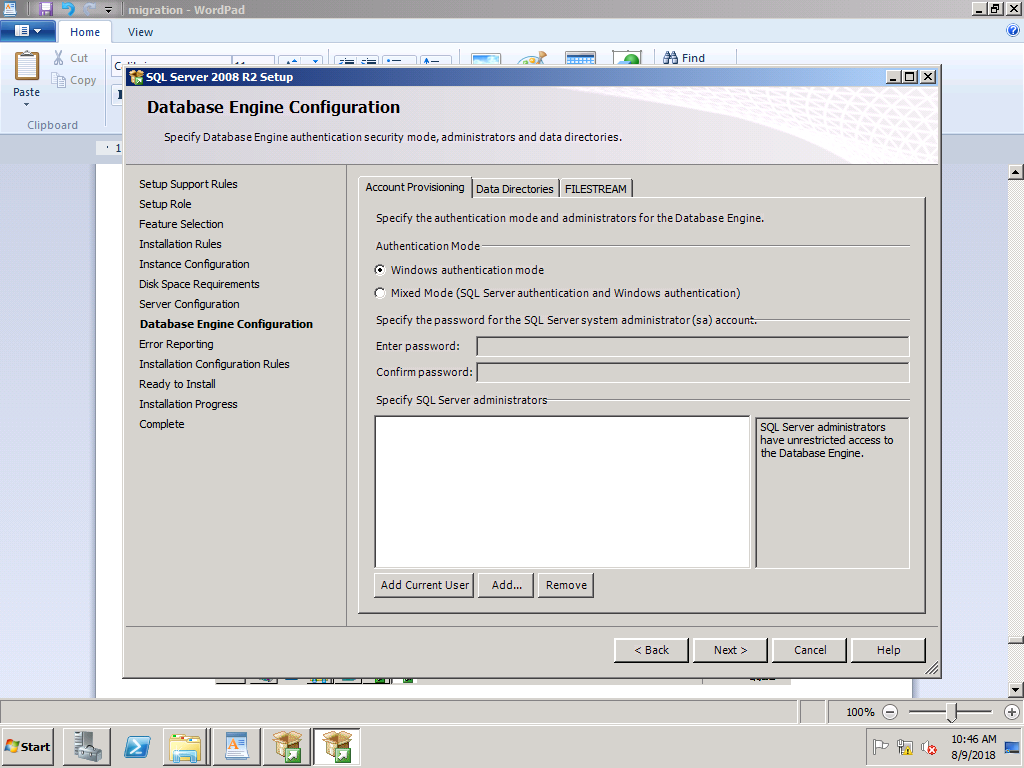 migration - WordPad
Home View
Cut
Copy
Paste
Find
Clipboard
SQL Server 2008 R2 Setup
Database Engine Configuration
Specify Database Engine authentication security mode, administrators and data directories.
Setup Support Rules
Setup Role
Feature Selection
Installation Rules
Instance Configuration
Disk Space Requirements
Server Configuration
Database Engine Configuration
Error Reporting
Installation Configuration Rules
Ready to Install
Installation Progress
Complete
Account Provisioning Data Directories FILESTREAM
Specify the authentication mode and administrators for the Database Engine.
Authentication Mode
Windows authentication mode
Mixed Mode (SQL Server authentication and Windows authentication)
Specify the password for the SQL Server system administrator (sa) account.
Enter password:
Confirm password:
Specify SQL Server administrators
SQL Server administrators
have unrestricted access to
the Database Engine.
Add Current User Add... Remove
< Back Next > Cancel Help
100%
Start
10:46 AM
8/9/2018